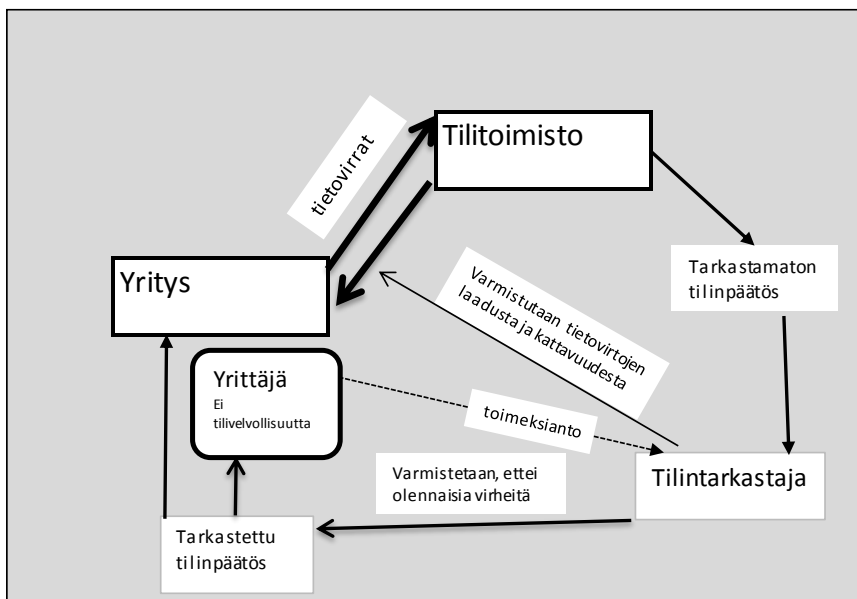 Tilitoimisto
tietovirrat
Yritys
Tarkastamaton
tilinpäätös
Varmistutaan tietovirtojen
laadusta ja kattavuudesta
Yrittäjä
Ei
tilivelvollisuutta
toimeksianto
Tilintarkastaja
Varmistetaan, ettei
olennaisia virheitä
Tarkastettu
tilinpäätös